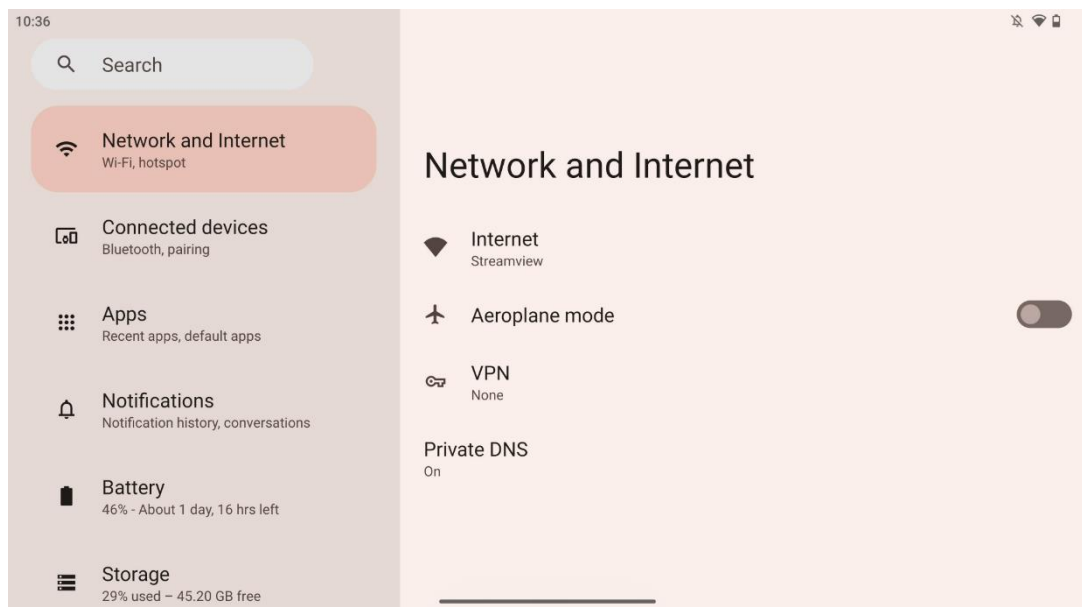 10:36
Search
Network and Internet
Wi-Fi, hotspot
Connected devices
Bluetooth, pairing
Apps
Recent apps, default apps
Notifications
Notification history, conversations
Battery
46% - About 1 day, 16 hrs left
Storage
29% used – 45.20 GB free
Network and Internet
Internet
Streamview
Aeroplane mode
VPN
None
Private DNS
On